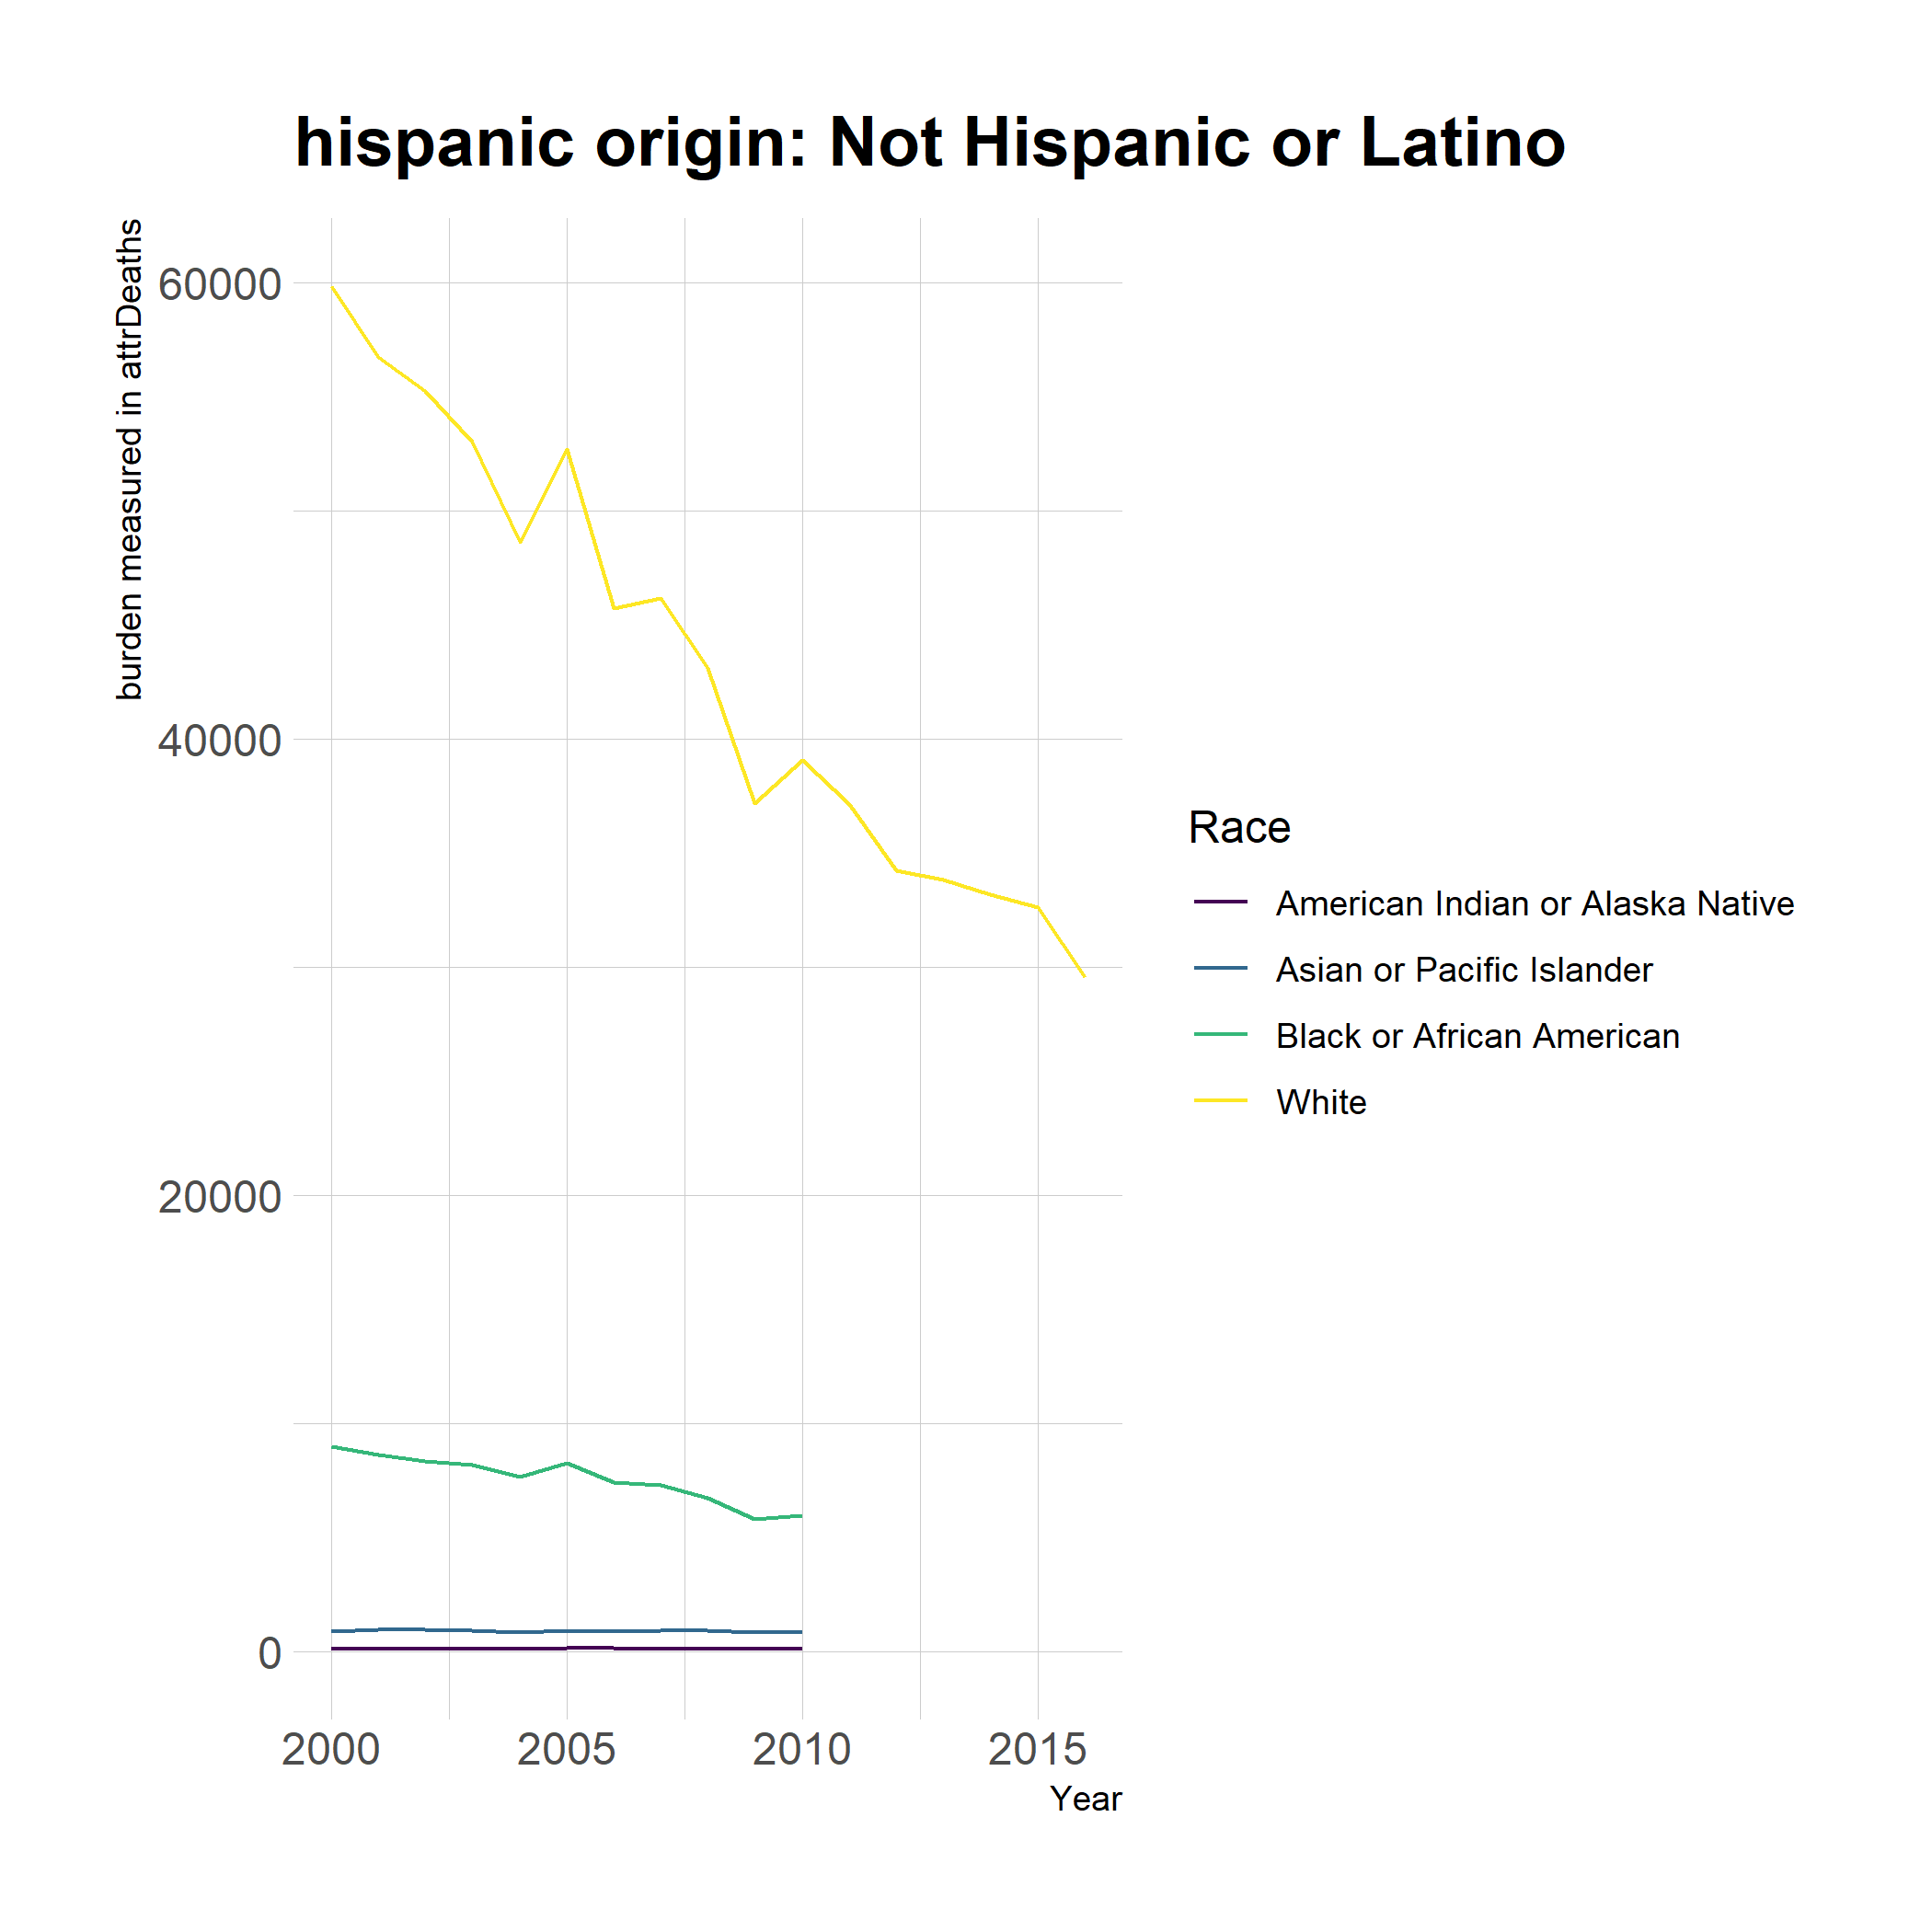 hispanic origin: Not Hispanic or Latino
burden measured in attrDeaths
60000
40000
20000
0
2000 2005 2010 2015
Year
Race
American Indian or Alaska Native
Asian or Pacific Islander
Black or African American
White